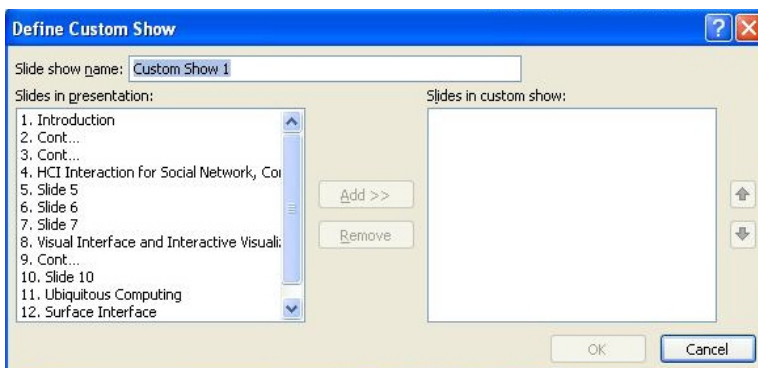 Define Custom Show
Slide show name: Custom Show 1
Slides in presentation:
Slides in custom show:
1. Introduction
2. Cont...
3. Cont...
4. HCI Interaction for Social Network, Co
5. Slide 5
6. Slide 6
7. Slide 7
8. Visual Interface and Interactive Visuali
9. Cont...
10. Slide 10
11. Ubiquitous Computing
12. Surface Interface
Add >>
Remove
OK
Cancel